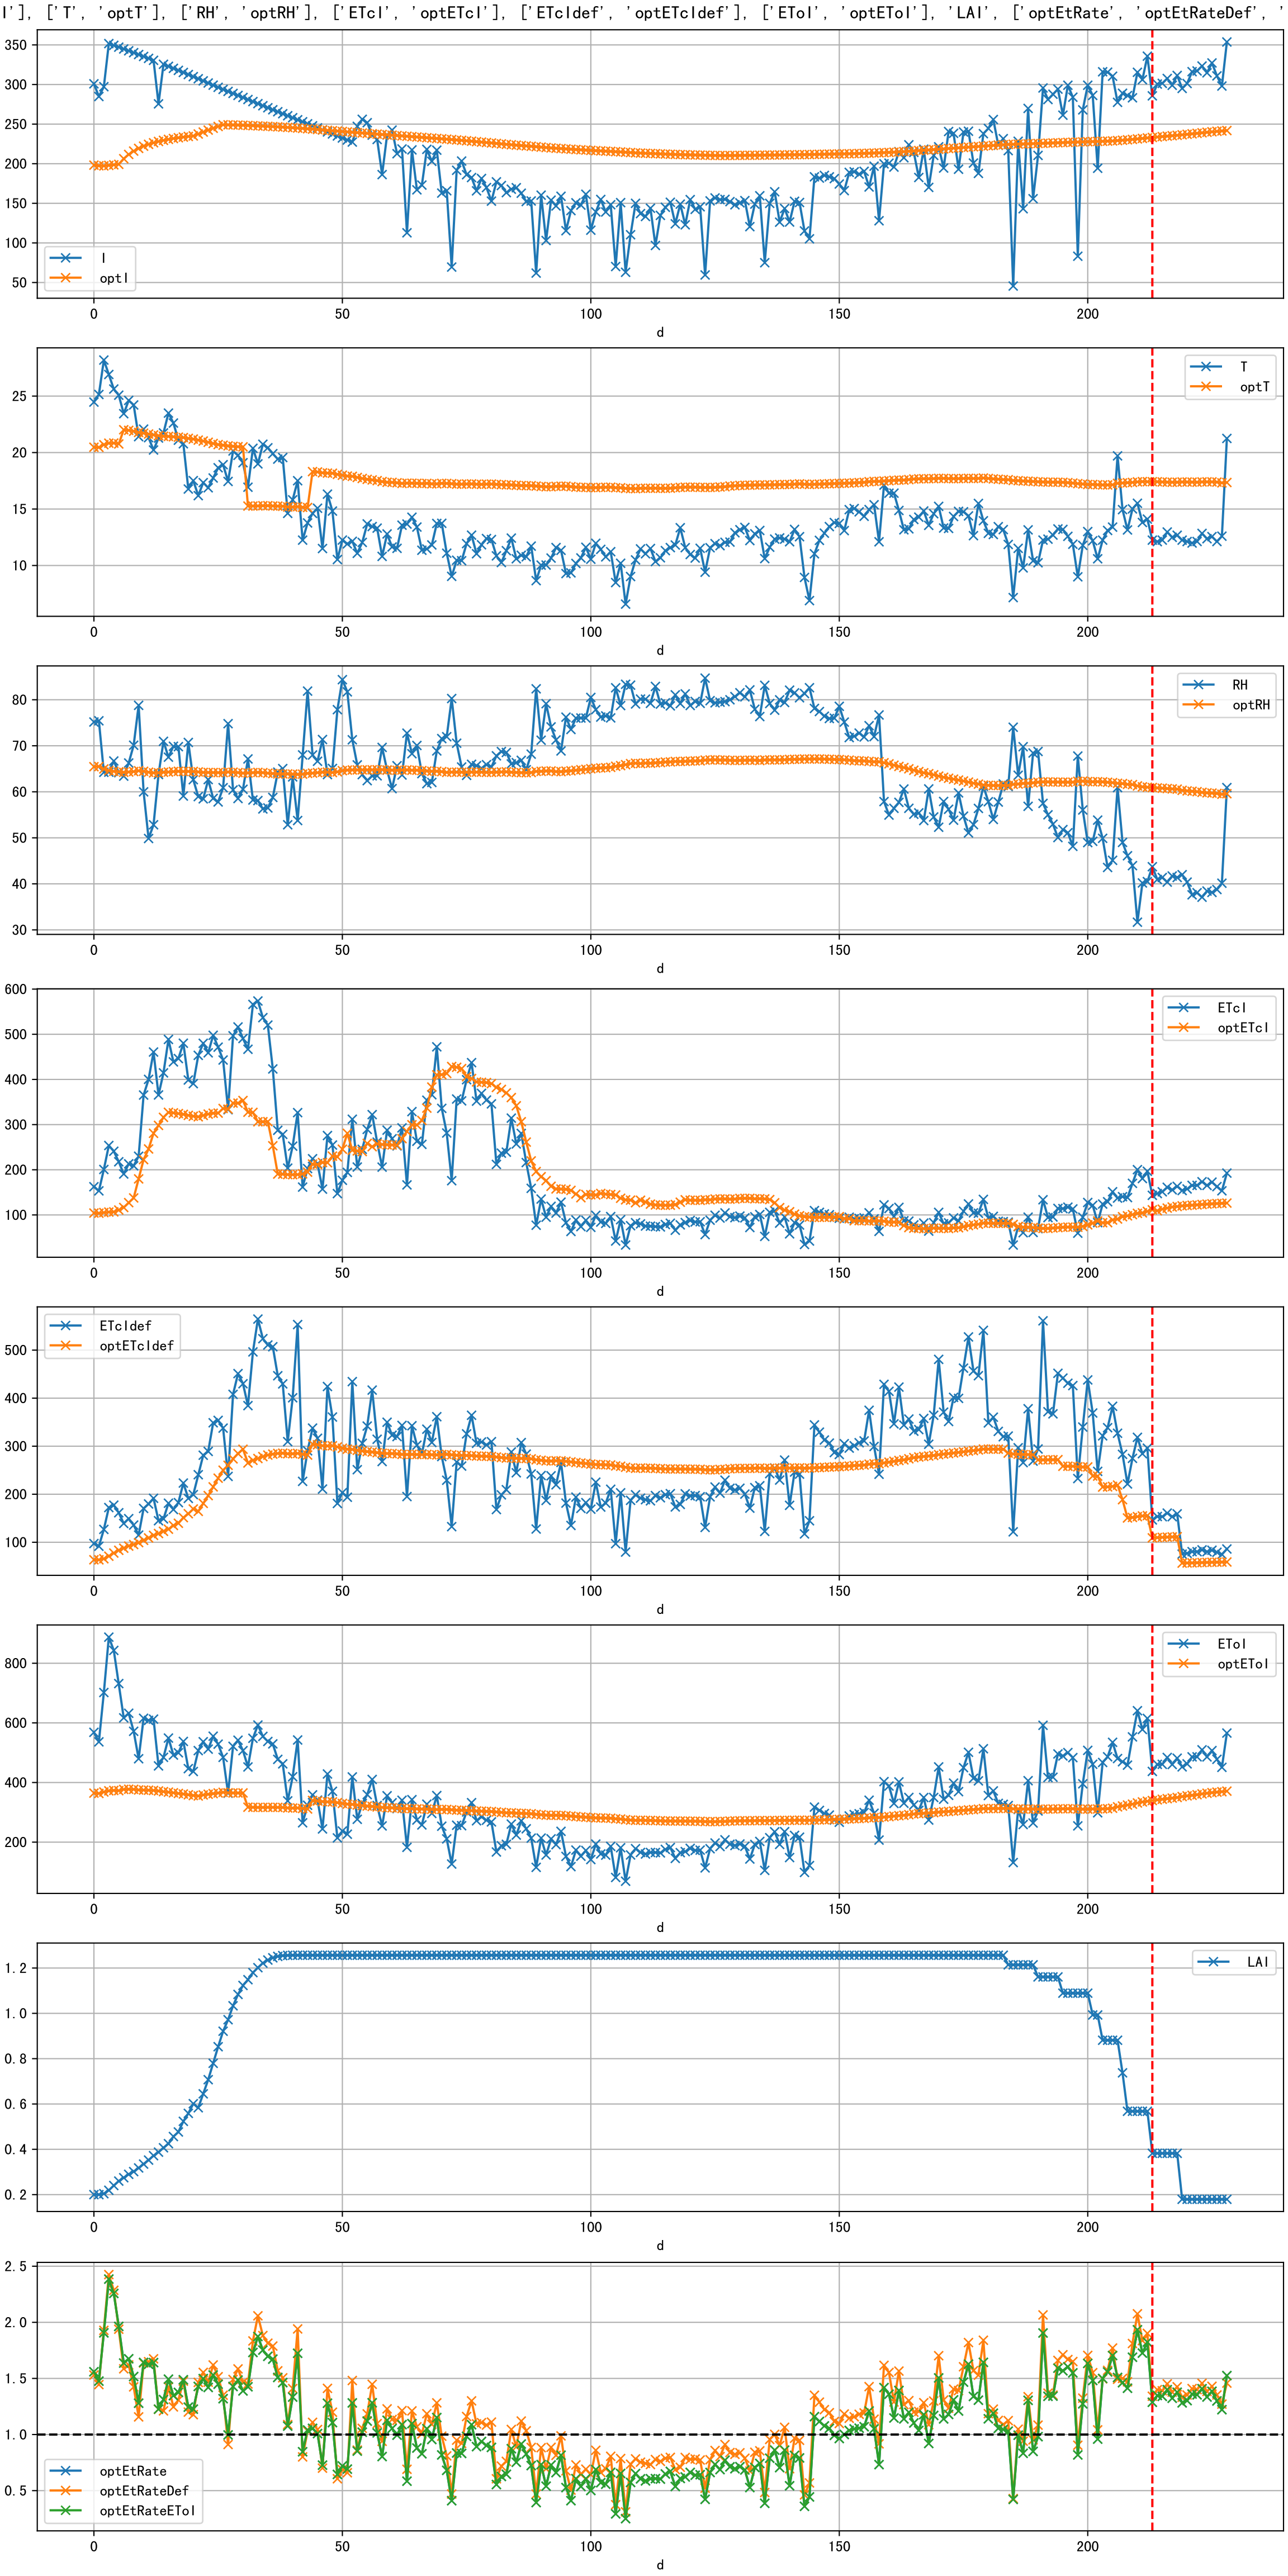 I'], ['T', 'optT'], ['RH', 'optRH'], ['ETcI', 'optETcI'], ['ETcIdef', 'optETcIdef'], ['EToI', 'optEToI'], 'LAI', ['optEtRate', 'optEtRateDef', '
350
300
250
200
150
100
50
I
optI
0 50 100 150 200
d
25
20
15
10
T
optT
0 50 100 150 200
d
80
70
60
50
40
30
RH
optRH
0 50 100 150 200
d
600
500
400
300
200
100
ETcI
optETcI
0 50 100 150 200
d
500
400
300
200
100
ETcIdef
optETcIdef
0 50 100 150 200
d
800
600
400
200
EToI
optEToI
0 50 100 150 200
d
1.2
1.0
0.8
0.6
0.4
0.2
LAI
0 50 100 150 200
d
2.5
2.0
1.5
1.0
0.5
optEtRate
optEtRateDef
optEtRateEToI
0 50 100 150 200
d